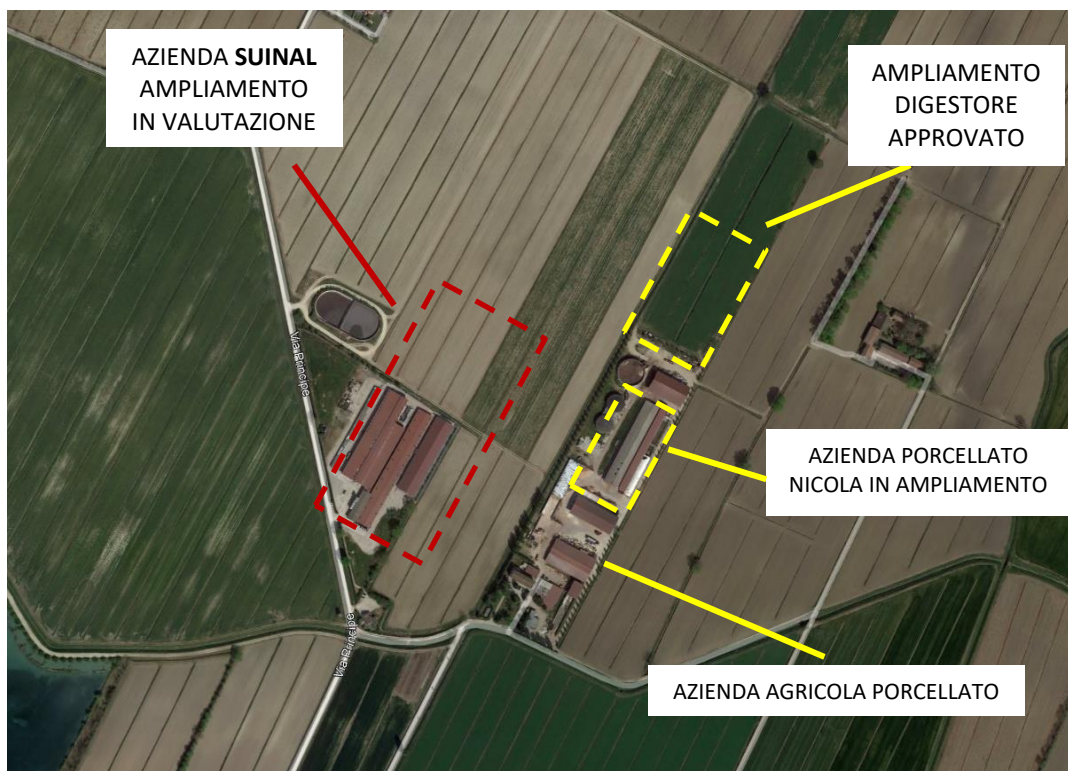 AZIENDA SUINAL
AMPLIAMENTO
IN VALUTAZIONE
AMPLIAMENTO
DIGESTORE
APPROVATO
Via Principe
AZIENDA PORCELLATO
NICOLA IN AMPLIAMENTO
Via Principe
AZIENDA AGRICOLA PORCELLATO